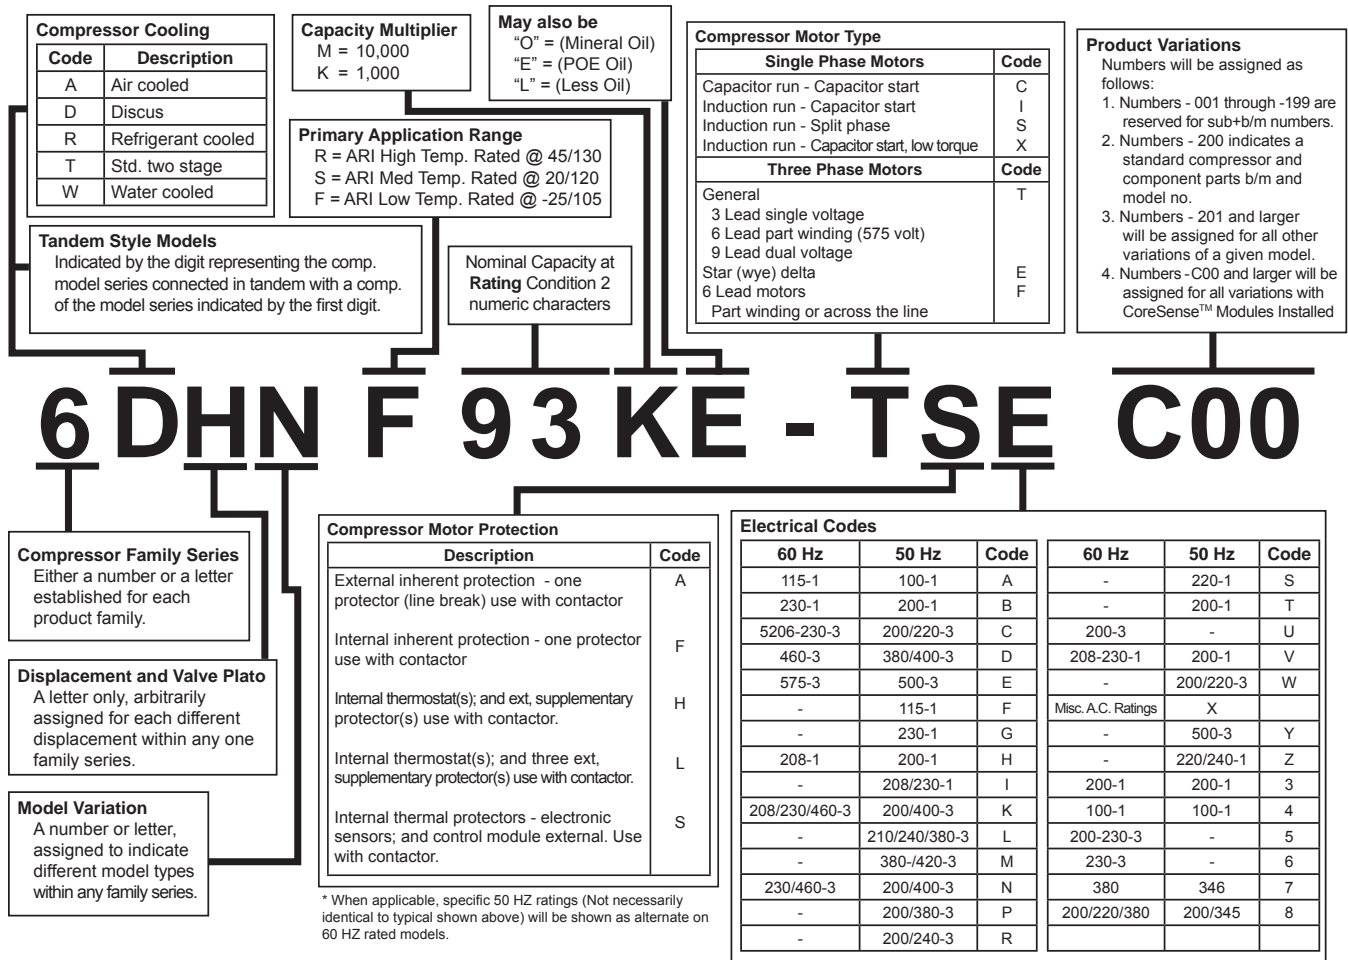 Compressor Cooling
Code Description
A Air cooled
D Discus
R Refrigerant cooled
T Std. two stage
W Water cooled
Capacity Multiplier
M = 10,000
K = 1,000
May also be
“O” = (Mineral Oil)
“E” = (POE Oil)
“L” = (Less Oil)
Primary Application Range
R = ARI High Temp. Rated @ 45/130
S = ARI Med Temp. Rated @ 20/120
F = ARI Low Temp. Rated @ -25/105
Tandem Style Models
Indicated by the digit representing the comp.
model series connected in tandem with a comp.
of the model series indicated by the first digit.
Nominal Capacity at
Rating Condition 2
numeric characters
Compressor Motor Type
Single Phase Motors Code
Capacitor run - Capacitor start C
Induction run - Capacitor start I
Induction run - Split phase S
Induction run - Capacitor start, low torque X
Three Phase Motors Code
General T
3 Lead single voltage
6 Lead part winding (575 volt)
9 Lead dual voltage
Star (wye) delta E
6 Lead motors F
Part winding or across the line
Product Variations
Numbers will be assigned as
follows:
1. Numbers - 001 through -199 are
reserved for sub+b/m numbers.
2. Numbers - 200 indicates a
standard compressor and
component parts b/m and
model no.
3. Numbers - 201 and larger
will be assigned for all other
variations of a given model.
4. Numbers -C00 and larger will be
assigned for all variations with
CoreSense™ Modules Installed
6DHNF93KE-TSE C00
Compressor Family Series
Either a number or a letter
established for each
product family.
Displacement and Valve Plato
A letter only, arbitrarily
assigned for each different
displacement within any one
family series.
Model Variation
A number or letter,
assigned to indicate
different model types
within any family series.
Compressor Motor Protection
Description Code
External inherent protection - one A
protector (line break) use with contactor
Internal inherent protection - one protector F
use with contactor
Internal thermostat(s); and ext, supplementary H
protector(s) use with contactor.
Internal thermostat(s); and three ext, L
supplementary protector(s) use with contactor.
Internal thermal protectors - electronic S
sensors; and control module external. Use
with contactor.
* When applicable, specific 50 HZ ratings (Not necessarily
identical to typical shown above) will be shown as alternate on
60 HZ rated models.
Electrical Codes
60 Hz 50 Hz Code 60 Hz 50 Hz Code
115-1 100-1 A - 220-1 S
230-1 200-1 B - 200-1 T
5206-230-3 200/220-3 C 200-3 - U
460-3 380/400-3 D 208-230-1 200-1 V
575-3 500-3 E - 200/220-3 W
- 115-1 F Misc. A.C. Ratings X
- 230-1 G - 500-3 Y
208-1 200-1 H - 220/240-1 Z
- 208/230-1 I 200-1 200-1 3
208/230/460-3 200/400-3 K 100-1 100-1 4
- 210/240/380-3 L 200-230-3 - 5
- 380-/420-3 M 230-3 - 6
230/460-3 200/400-3 N 380 346 7
- 200/380-3 P 200/220/380 200/345 8
- 200/240-3 R